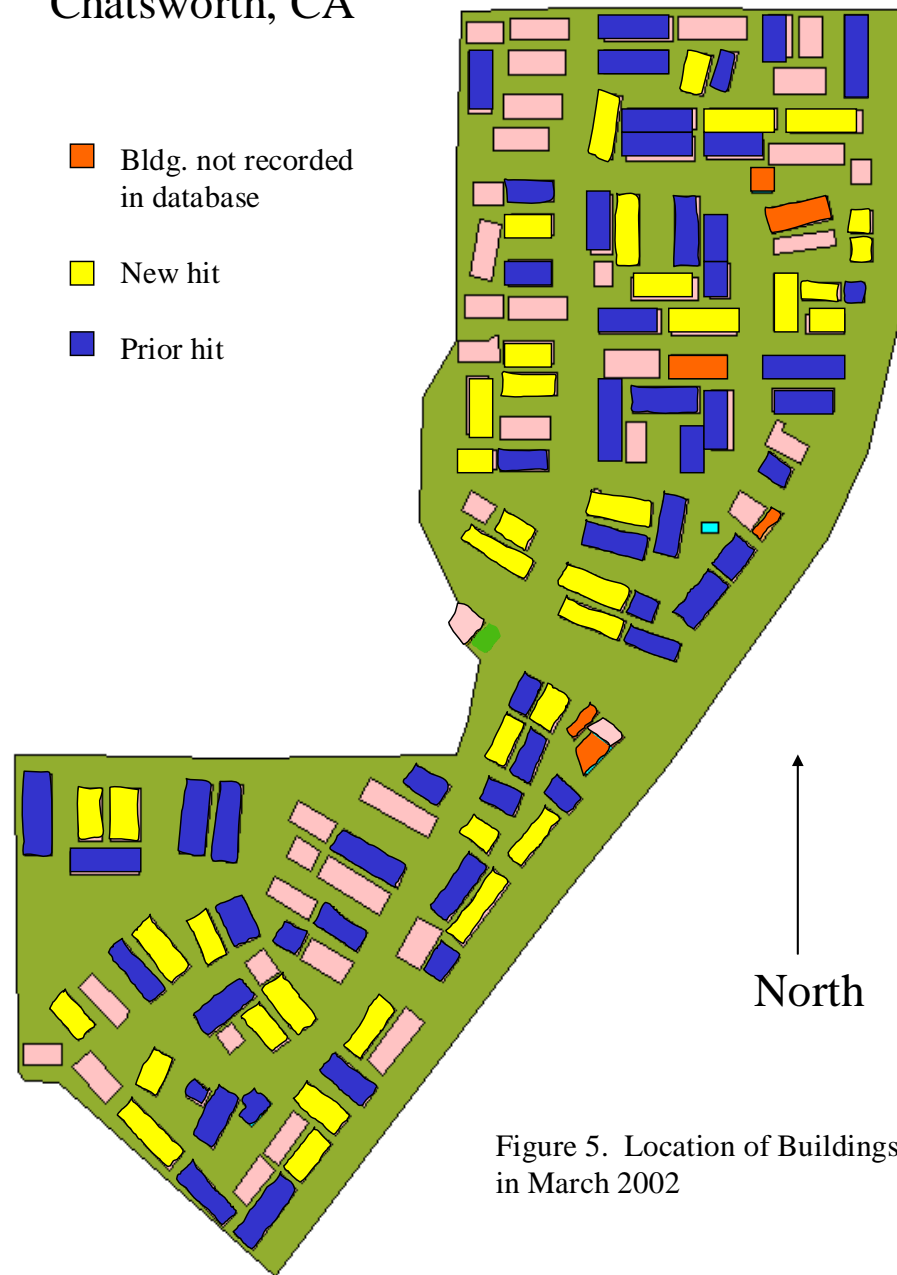 Chatsworth, CA
Bldg. not recorded
in database
New hit
Prior hit
North
Figure 5. Location of Buildings
in March 2002